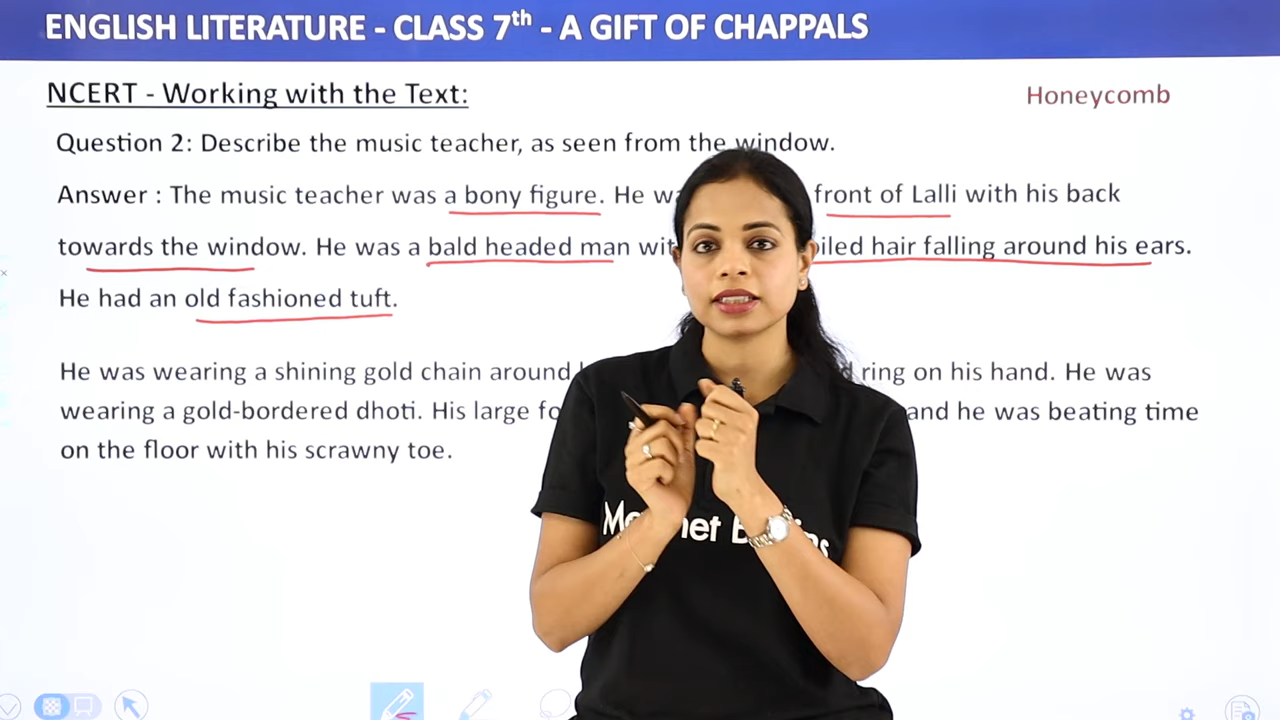 ENGLISH LITERATURE - CLASS 7th - A GIFT OF CHAPPALS
NCERT - Working with the Text:
Honeycomb
Question 2: Describe the music teacher, as seen from the window.
Answer : The music teacher was a bony figure. He front of Lalli with his back
towards the window. He was a bald headed man hair falling around his ears.
He had an old fashioned tuft.
He was wearing a shining gold chain around ring on his hand. He was
wearing a gold-bordered dhoti. His large and he was beating time
on the floor with his scrawny toe.